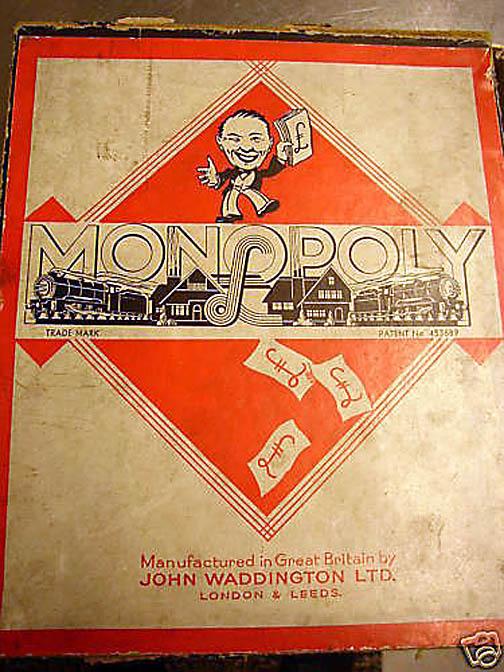 £
MONOPOLY
TRADE MARK PATENT No. 453689
£
£
£
Manufactured in Great Britain by
JOHN WADDINGTON LTD.
LONDON & LEEDS.